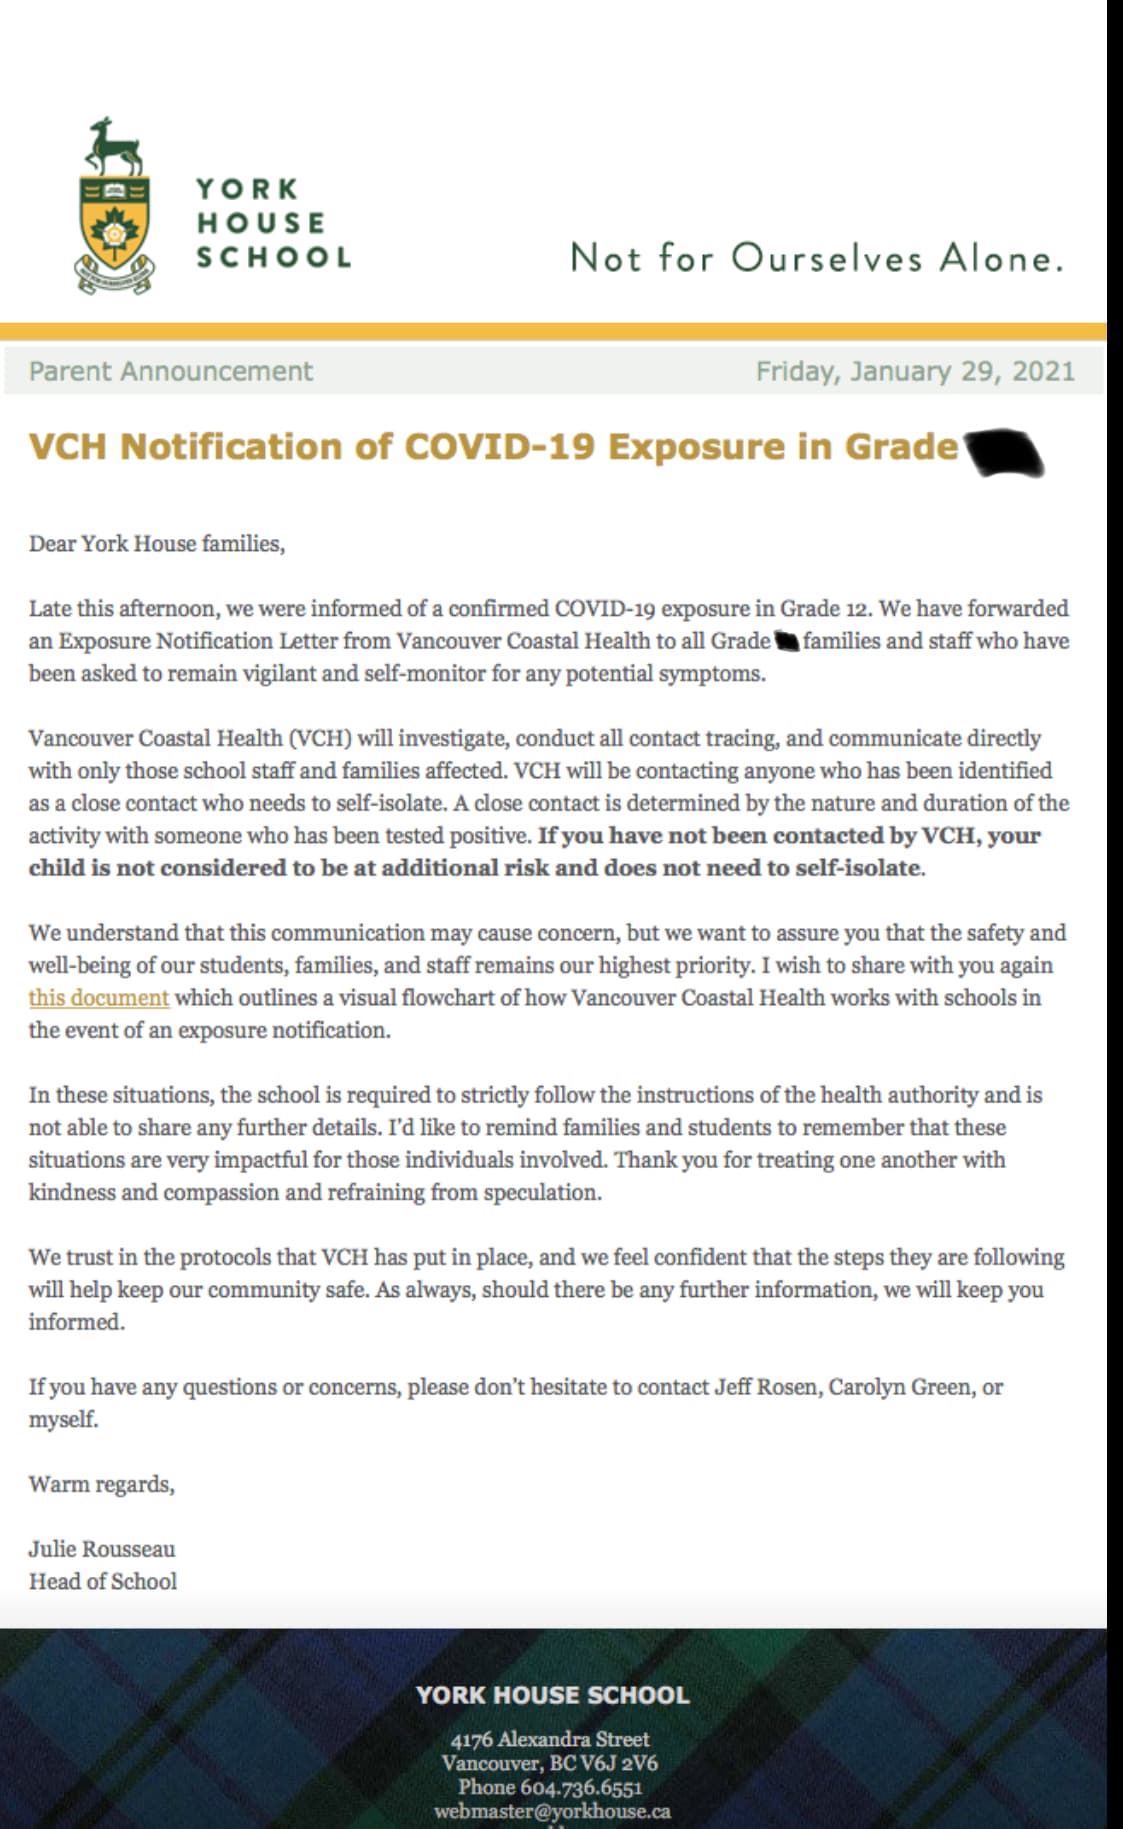 YORK
HOUSE
SCHOOL
Not for Ourselves Alone.
Parent Announcement Friday, January 29, 2021
VCH Notification of COVID-19 Exposure in Grade
Dear York House families,
Late this afternoon, we were informed of a confirmed COVID-19 exposure in Grade 12. We have forwarded
an Exposure Notification Letter from Vancouver Coastal Health to all Grade families and staff who have
been asked to remain vigilant and self-monitor for any potential symptoms.
Vancouver Coastal Health (VCH) will investigate, conduct all contact tracing, and communicate directly
with only those school staff and families affected. VCH will be contacting anyone who has been identified
as a close contact who needs to self-isolate. A close contact is determined by the nature and duration of the
activity with someone who has been tested positive. If you have not been contacted by VCH, your
child is not considered to be at additional risk and does not need to self-isolate.
We understand that this communication may cause concern, but we want to assure you that the safety and
well-being of our students, families, and staff remains our highest priority. I wish to share with you again
this document which outlines a visual flowchart of how Vancouver Coastal Health works with schools in
the event of an exposure notification.
In these situations, the school is required to strictly follow the instructions of the health authority and is
not able to share any further details. I'd like to remind families and students to remember that these
situations are very impactful for those individuals involved. Thank you for treating one another with
kindness and compassion and refraining from speculation.
We trust in the protocols that VCH has put in place, and we feel confident that the steps they are following
will help keep our community safe. As always, should there be any further information, we will keep you
informed.
If you have any questions or concerns, please don't hesitate to contact Jeff Rosen, Carolyn Green, or
myself.
Warm regards,
Julie Rousseau
Head of School
YORK HOUSE SCHOOL
4176 Alexandra Street
Vancouver, BC V6J 2V6
Phone 604.736.6551
webmaster@yorkhouse.ca